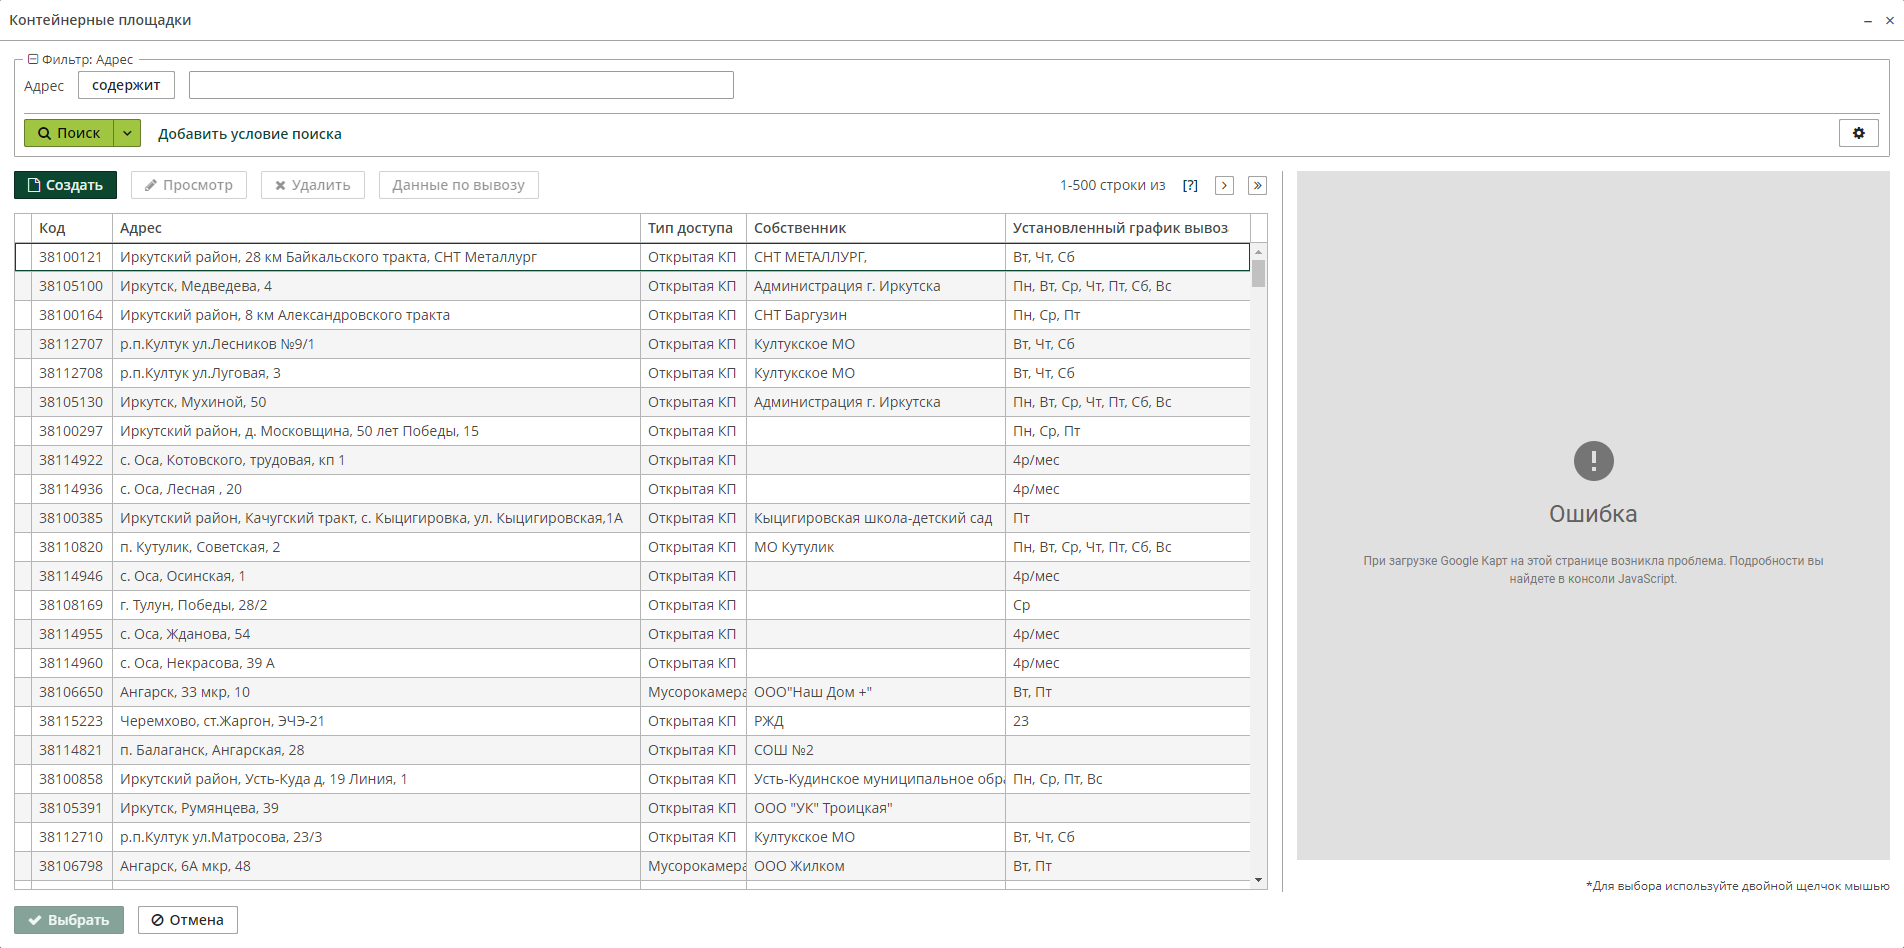 Контейнерные площадки
Фильтр: Адрес
Адрес содержит
Поиск Добавить условие поиска
Создать Просмотр Удалить Данные по вывозу 1-500 строки из [?]
Код Адрес Тип доступа Собственник Установленный график вывоз
38100121 Иркутский район, 28 км Байкальского тракта, СНТ Металлург Открытая КП СНТ МЕТАЛЛУРГ, Вт, Чт, Сб
38105100 Иркутск, Медведева, 4 Открытая КП Администрация г. Иркутска Пн, Вт, Ср, Чт, Пт, Сб, Вс
38100164 Иркутский район, 8 км Александровского тракта Открытая КП СНТ Баргузин Пн, Ср, Пт
38112707 р.п.Култук ул.Лесников №9/1 Открытая КП Култукское МО Вт, Чт, Сб
38112708 р.п.Култук ул.Луговая, 3 Открытая КП Култукское МО Вт, Чт, Сб
38105130 Иркутск, Мухиной, 50 Открытая КП Администрация г. Иркутска Пн, Вт, Ср, Чт, Пт, Сб, Вс
38100297 Иркутский район, д. Московщина, 50 лет Победы, 15 Открытая КП Пн, Ср, Пт
38114922 с. Оса, Котовского, трудовая, кп 1 Открытая КП 4р/мес
38114936 с. Оса, Лесная , 20 Открытая КП 4р/мес
38100385 Иркутский район, Качугский тракт, с. Кыцигировка, ул. Кыцигировская,1А Открытая КП Кыцигировская школа-детский сад Пт
38110820 п. Кутулик, Советская, 2 Открытая КП МО Кутулик Пн, Вт, Ср, Чт, Пт, Сб, Вс
38114946 с. Оса, Осинская, 1 Открытая КП 4р/мес
38108169 г. Тулун, Победы, 28/2 Открытая КП Ср
38114955 с. Оса, Жданова, 54 Открытая КП 4р/мес
38114960 с. Оса, Некрасова, 39 А Открытая КП 4р/мес
38106650 Ангарск, 33 мкр, 10 Мусорокамера ООО"Наш Дом +" Вт, Пт
38115223 Черемхово, ст.Жаргон, ЭЧЭ-21 Открытая КП РЖД 23
38114821 п. Балаганск, Ангарская, 28 Открытая КП СОШ №2
38100858 Иркутский район, Усть-Куда д, 19 Линия, 1 Открытая КП Усть-Кудинское муниципальное обра Пн, Ср, Пт, Вс
38105391 Иркутск, Румянцева, 39 Открытая КП ООО "УК" Троицкая"
38112710 р.п.Култук ул.Матросова, 23/3 Открытая КП Култукское МО Вт, Чт, Сб
38106798 Ангарск, 6А мкр, 48 Мусорокамера ООО Жилком Вт, Пт
Ошибка
При загрузке Google Карт на этой странице возникла проблема. Подробности вы
найдете в консоли JavaScript.
*Для выбора используйте двойной щелчок мышью
Выбрать Отмена